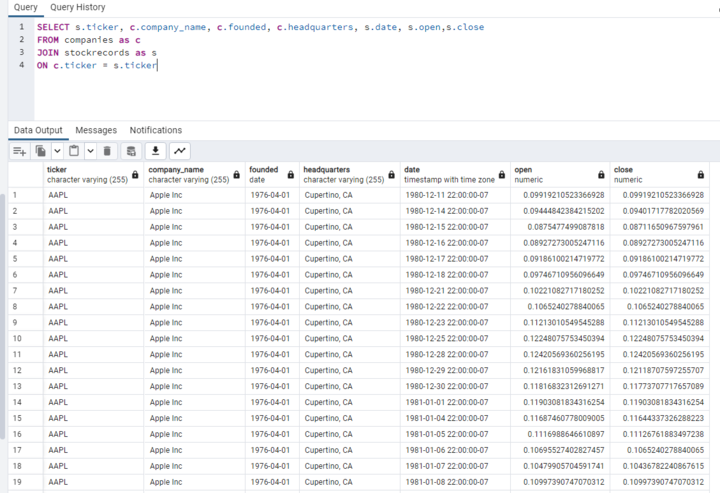 Query Query History
1 SELECT s.ticker, c.company_name, c.founded, c.headquarters, s.date, s.open,s.close
2 FROM companies as c
3 JOIN stockrecords as s
4 ON c.ticker = s.ticker
Data Output Messages Notifications
ticker company_name founded headquarters date open close
character varying (255) character varying (255) date character varying (255) timestamp with time zone numeric numeric
1 AAPL Apple Inc 1976-04-01 Cupertino, CA 1980-12-11 22:00:00-07 0.09919210523366928 0.09919210523366928
2 AAPL Apple Inc 1976-04-01 Cupertino, CA 1980-12-14 22:00:00-07 0.09444842384215202 0.09401717782020569
3 AAPL Apple Inc 1976-04-01 Cupertino, CA 1980-12-15 22:00:00-07 0.0875477499087818 0.08711650967597961
4 AAPL Apple Inc 1976-04-01 Cupertino, CA 1980-12-16 22:00:00-07 0.08927273005247116 0.08927273005247116
5 AAPL Apple Inc 1976-04-01 Cupertino, CA 1980-12-17 22:00:00-07 0.09186100214719772 0.09186100214719772
6 AAPL Apple Inc 1976-04-01 Cupertino, CA 1980-12-18 22:00:00-07 0.09746710956096649 0.09746710956096649
7 AAPL Apple Inc 1976-04-01 Cupertino, CA 1980-12-21 22:00:00-07 0.10221082717180252 0.10221082717180252
8 AAPL Apple Inc 1976-04-01 Cupertino, CA 1980-12-22 22:00:00-07 0.1065240278840065 0.1065240278840065
9 AAPL Apple Inc 1976-04-01 Cupertino, CA 1980-12-23 22:00:00-07 0.11213010549545288 0.11213010549545288
10 AAPL Apple Inc 1976-04-01 Cupertino, CA 1980-12-25 22:00:00-07 0.12248075753450394 0.12248075753450394
11 AAPL Apple Inc 1976-04-01 Cupertino, CA 1980-12-28 22:00:00-07 0.12420569360256195 0.12420569360256195
12 AAPL Apple Inc 1976-04-01 Cupertino, CA 1980-12-29 22:00:00-07 0.12161831059968817 0.12118707597255707
13 AAPL Apple Inc 1976-04-01 Cupertino, CA 1980-12-30 22:00:00-07 0.11816832312691271 0.11773707717657089
14 AAPL Apple Inc 1976-04-01 Cupertino, CA 1981-01-01 22:00:00-07 0.11903081834316254 0.11903081834316254
15 AAPL Apple Inc 1976-04-01 Cupertino, CA 1981-01-04 22:00:00-07 0.11687460778009005 0.11644337326288223
16 AAPL Apple Inc 1976-04-01 Cupertino, CA 1981-01-05 22:00:00-07 0.1116988646610897 0.11126761883497238
17 AAPL Apple Inc 1976-04-01 Cupertino, CA 1981-01-06 22:00:00-07 0.10695527402827457 0.1065240278840065
18 AAPL Apple Inc 1976-04-01 Cupertino, CA 1981-01-07 22:00:00-07 0.10479905704591741 0.10436782240867615
19 AAPL Apple Inc 1976-04-01 Cupertino, CA 1981-01-08 22:00:00-07 0.10997390747070312 0.10997390747070312